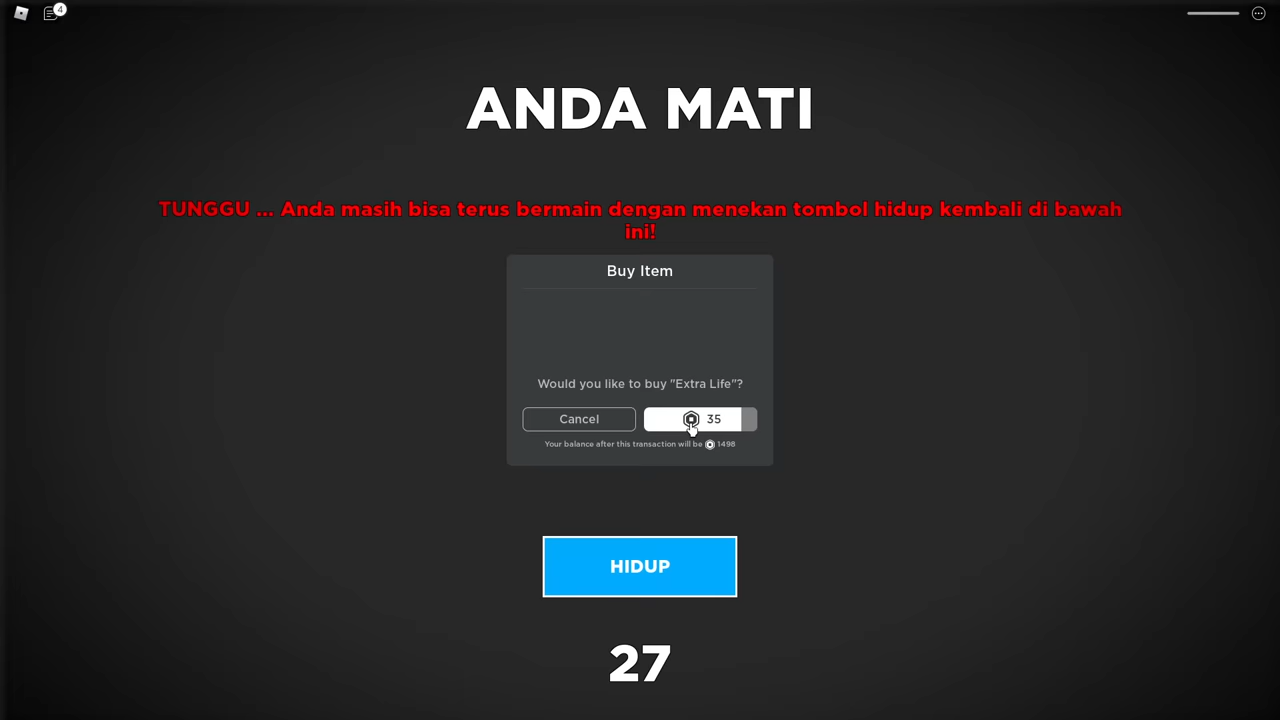 4
ANDA MATI
TUNGGU ... Anda masih bisa terus bermain dengan menekan tombol hidup kembali di bawah
ini!
Buy Item
Would you like to buy "Extra Life"?
Cancel
35
Your balance after this transaction will be 1498
HIDUP
27